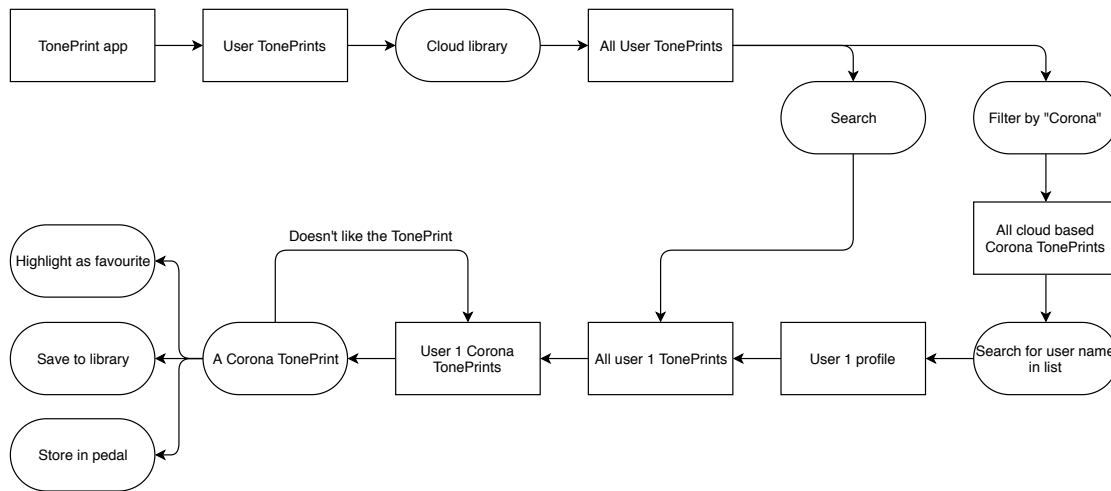 TonePrint app
User TonePrints
Cloud library
All User TonePrints
Search
Filter by "Corona"
All cloud based
Corona TonePrints
Doesn't like the TonePrint
Highlight as favourite
Save to library
A Corona TonePrint
User 1 Corona
TonePrints
All user 1 TonePrints
User 1 profile
Search for user name
in list
Store in pedal